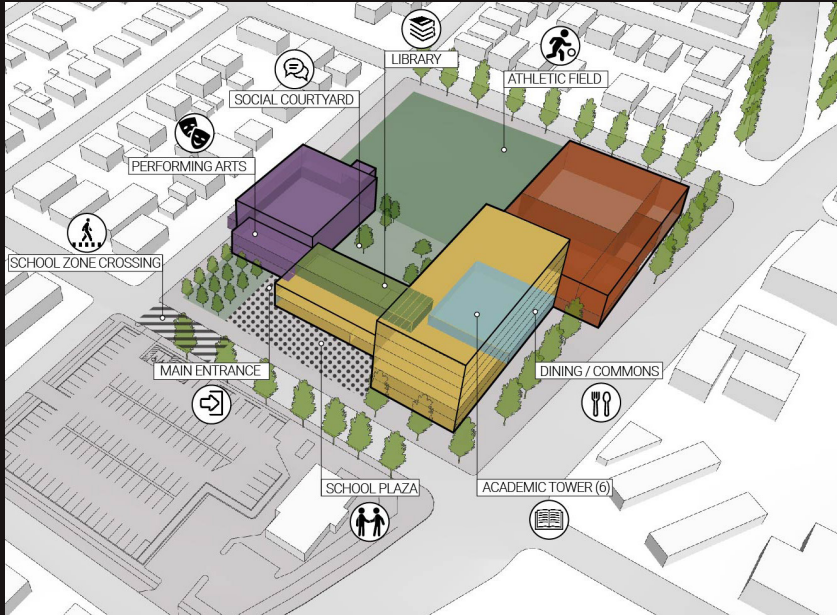 LIBRARY
ATHLETIC FIELD
SOCIAL COURTYARD
PERFORMING ARTS
SCHOOL ZONE CROSSING
MAIN ENTRANCE
DINING / COMMONS
SCHOOL PLAZA
ACADEMIC TOWER (6)